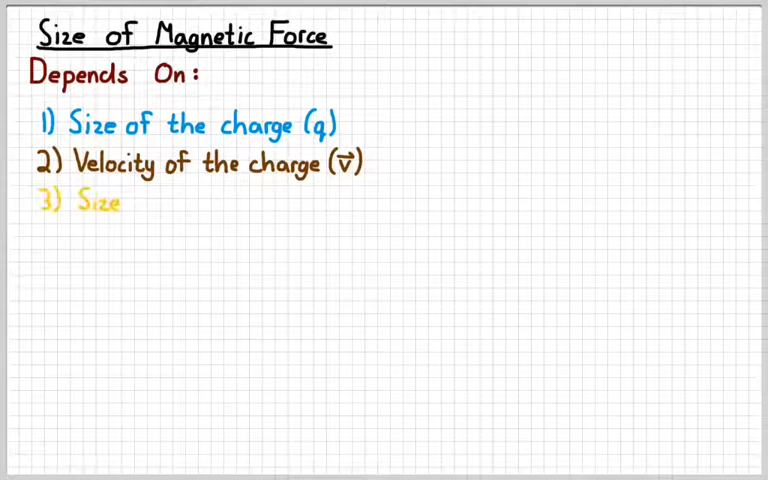 Size of Magnetic Force
Depends On:
1) Size of the charge (q)
2) Velocity of the charge (v⃗)
3) Size